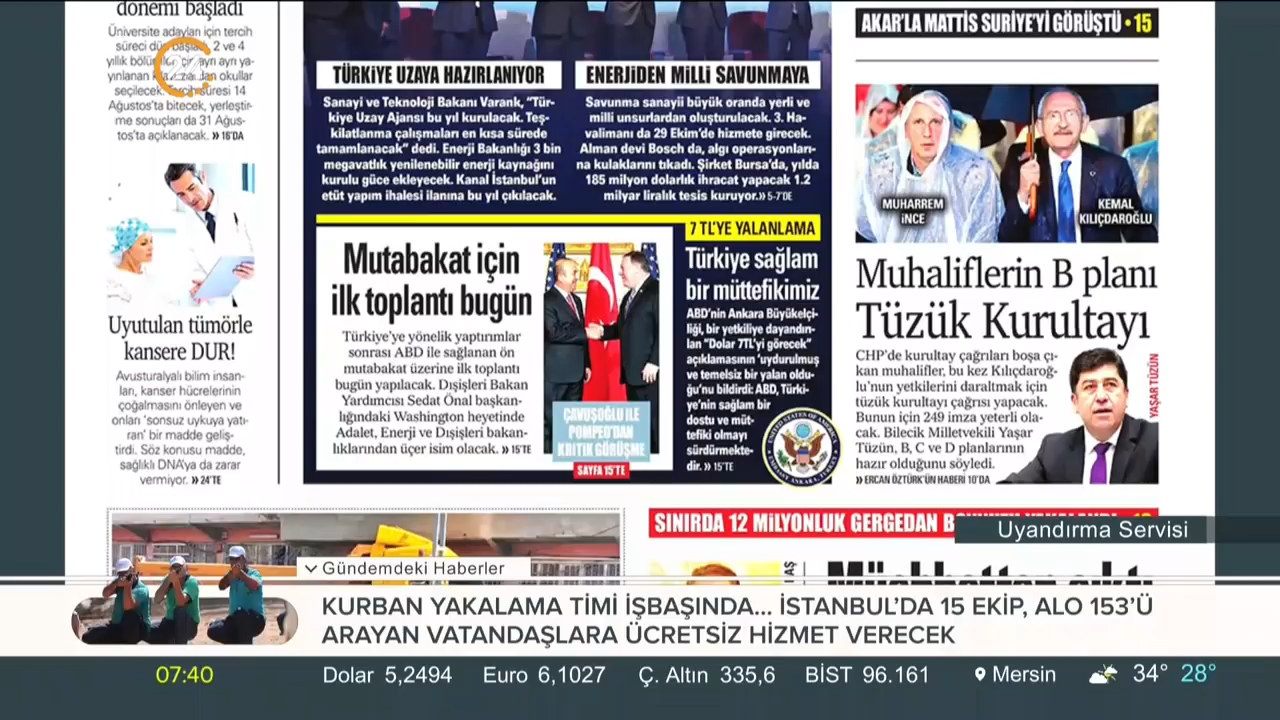 dönemi başladı
Üniversite adayları için tercih
süreci dün başladı. 2 ve 4
yıllık bölümler için ayrı ayrı ya-
yınlanan kılavuzdan okullar
seçilecek. Tercih süresi 14
Ağustos'ta bitecek, yerleştir-
me sonuçları da 31 Ağus-
tos'ta açıklanacak. » 16'DA
24
Uyutulan tümörle
kansere DUR!
Avusturalyalı bilim insan-
ları, kanser hücrelerinin
çoğalmasını önleyen ve
onları 'sonsuz uykuya yatı-
ran' bir madde geliş-
tirdi. Söz konusu madde,
sağlıklı DNA'ya da zarar
vermiyor. » 24'TE
TÜRKİYE UZAYA HAZIRLANIYOR
Sanayi ve Teknoloji Bakanı Varank, "Tür-
kiye Uzay Ajansı bu yıl kurulacak. Teş-
kilatlanma çalışmaları en kısa sürede
tamamlanacak" dedi. Enerji Bakanlığı 3 bin
megavatlık yenilenebilir enerji kaynağını
kurulu güce ekleyecek. Kanal İstanbul'un
etüt yapım ihalesi ilanına bu yıl çıkılacak.
ENERJİDEN MİLLİ SAVUNMAYA
Savunma sanayii büyük oranda yerli ve
milli unsurlardan oluşturulacak. 3. Ha-
valimanı da 29 Ekim'de hizmete girecek.
Alman devi Bosch da, algı operasyonları-
na kulaklarını tıkadı. Şirket Bursa'da, yılda
185 milyon dolarlık ihracat yapacak 1.2
milyar liralık tesis kuruyor.» 5-7'DE
Mutabakat için
ilk toplantı bugün
Türkiye'ye yönelik yaptırımlar
sonrası ABD ile sağlanan ön
mutabakat üzerine ilk toplantı
bugün yapılacak. Dışişleri Bakan
Yardımcısı Sedat Önal başkan-
lığındaki Washington heyetinde
Adalet, Enerji ve Dışişleri bakan-
lıklarından üçer isim olacak. » 15'TE
ÇAVUŞOĞLU İLE
POMPEO'DAN
KRİTİK GÖRÜŞME
SAYFA 15'TE
7 TL'YE YALANLAMA
Türkiye sağlam
bir müttefikimiz
ABD'nin Ankara Büyükelçi-
liği, bir yetkiliye dayandırı-
lan "Dolar 7TL'yi görecek"
açıklamasının 'uydurulmuş
ve temelsiz bir yalan oldu-
ğu'nu bildirdi: ABD, Türki-
ye'nin sağlam bir
dostu ve müt-
tefiki olmayı
sürdürmekte-
dir. » 15'TE
AKAR'LA MATTİS SURİYE'Yİ GÖRÜŞTÜ • 15
MUHARREM
İNCE
KEMAL
KILIÇDAROĞLU
Muhaliflerin B planı
Tüzük Kurultayı
CHP'de kurultay çağrıları boşa çı-
kan muhalifler, bu kez Kılıçdaroğ-
lu'nun yetkilerini daraltmak için
tüzük kurultayı çağrısı yapacak.
Bunun için 249 imza yeterli ola-
cak. Bilecik Milletvekili Yaşar
Tüzün, B, C ve D planlarının
hazır olduğunu söyledi.
» ERCAN ÖZTÜRK'ÜN HABERİ 10'DA
YAŞAR TÜZÜN
SINIRDA 12 MİLYONLUK GERGEDAN
Uyandırma Servisi
Gündemdeki Haberler
KURBAN YAKALAMA TİMİ İŞBAŞINDA... İSTANBUL'DA 15 EKİP, ALO 153'Ü
ARAYAN VATANDAŞLARA ÜCRETSİZ HİZMET VERECEK
07:40 Dolar 5,2494 Euro 6,1027 Ç. Altın 335,6 BİST 96.161 Mersin 34° 28°